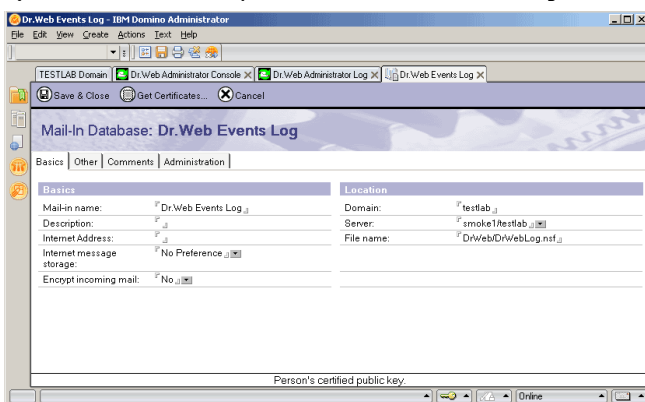 Dr.Web Events Log - IBM Domino Administrator
File Edit View Create Actions Text Help
TESTLAB Domain Dr.Web Administrator Console Dr.Web Administrator Log Dr.Web Events Log
Save & Close Get Certificates... Cancel
Mail-In Database: Dr.Web Events Log
Basics Other Comments Administration
Basics Location
Mail-in name: Dr.Web Events Log Domain: testlab
Description: Server: smoke1/testlab
Internet Address: File name: DrWeb/DrWebLog.nsf
Internet message storage: No Preference
Encrypt incoming mail: No
Person's certified public key.
Online